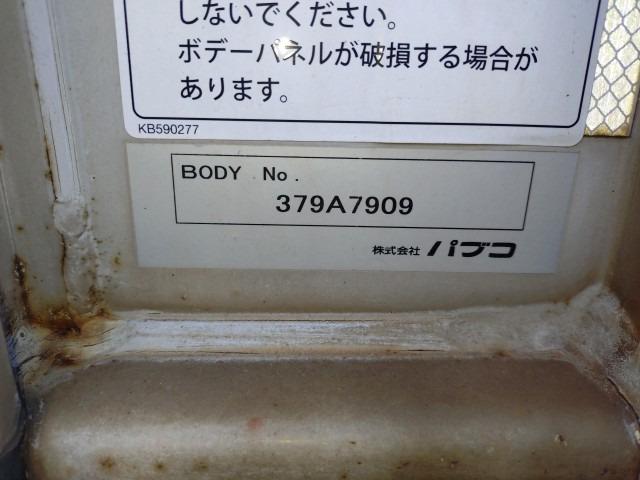 しないでください。
ボデーパネルが破損する場合が
あります。
KB590277
BODY No.
379A7909
株式会社 パブコ